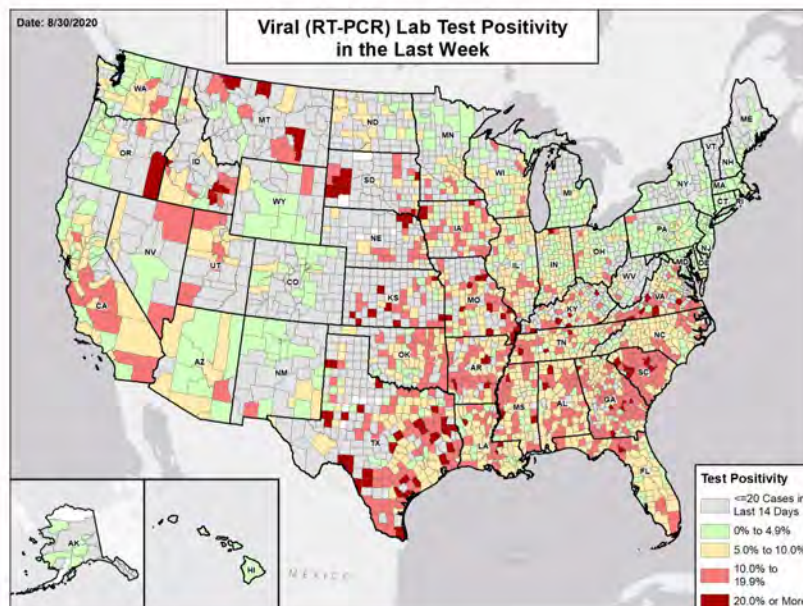 Date: 8/30/2020
Viral (RT-PCR) Lab Test Positivity
in the Last Week
WA
MT
ND
MN
ME
OR
ID
SD
WI
MI
VT
NH
NY
MA
CT
RI
WY
NE
IA
PA
NJ
NV
UT
CO
IL
IN
OH
MD
DE
WV
CA
KS
MO
KY
VA
AZ
NM
OK
AR
TN
NC
SC
TX
LA
MS
AL
GA
FL
AK
HI
MEXICO
Test Positivity
<=20 Cases in
Last 14 Days
0% to 4.9%
5.0% to 10.0%
10.0% to
19.9%
20.0% or More